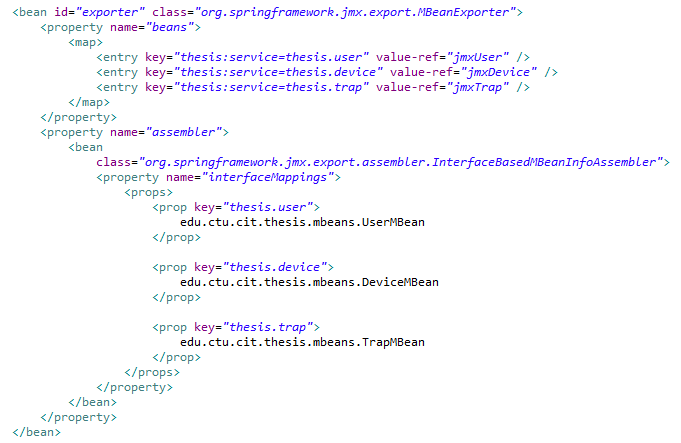 <bean id="exporter" class="org.springframework.jmx.export.MBeanExporter">
    <property name="beans">
        <map>
            <entry key="thesis:service=thesis.user" value-ref="jmxUser" />
            <entry key="thesis:service=thesis.device" value-ref="jmxDevice" />
            <entry key="thesis:service=thesis.trap" value-ref="jmxTrap" />
        </map>
    </property>
    <property name="assembler">
        <bean
            class="org.springframework.jmx.export.assembler.InterfaceBasedMBeanInfoAssembler">
            <property name="interfaceMappings">
                <props>
                    <prop key="thesis.user">
                        edu.ctu.cit.thesis.mbeans.UserMBean
                    </prop>

                    <prop key="thesis.device">
                        edu.ctu.cit.thesis.mbeans.DeviceMBean
                    </prop>

                    <prop key="thesis.trap">
                        edu.ctu.cit.thesis.mbeans.TrapMBean
                    </prop>
                </props>
            </property>
        </bean>
    </property>
</bean>